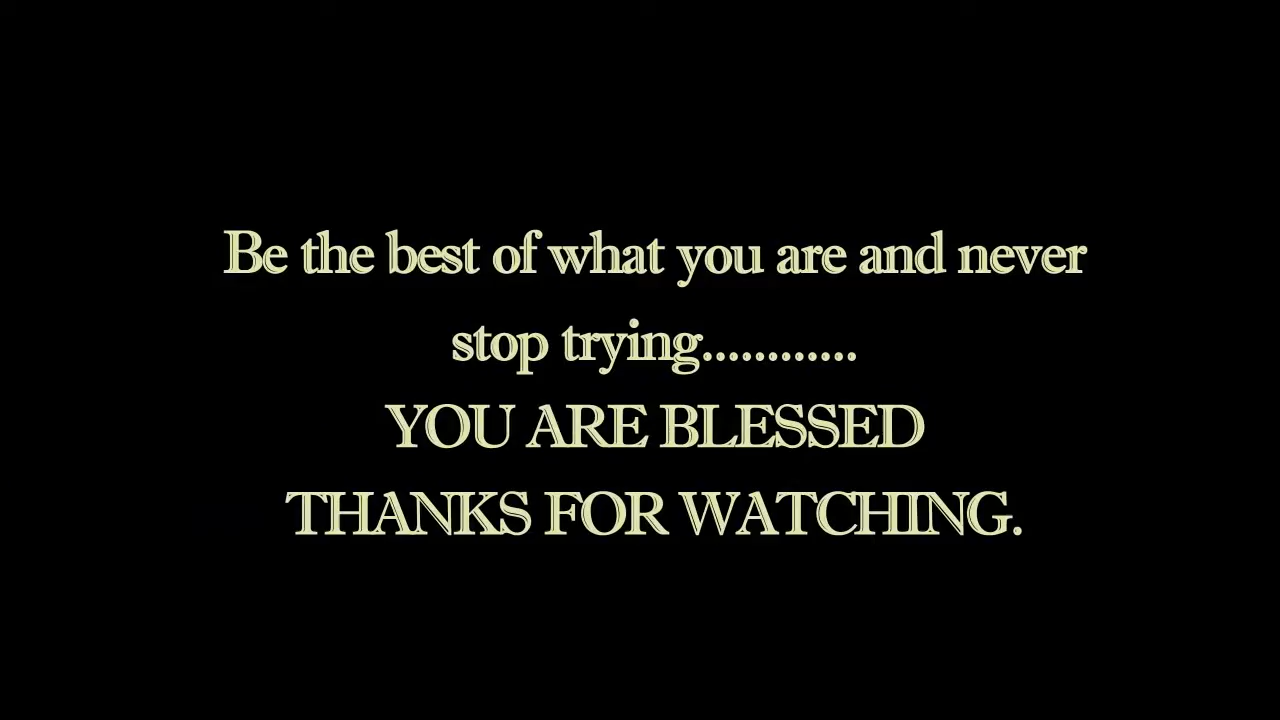 Be the best of what you are and never
stop trying............
YOU ARE BLESSED
THANKS FOR WATCHING.